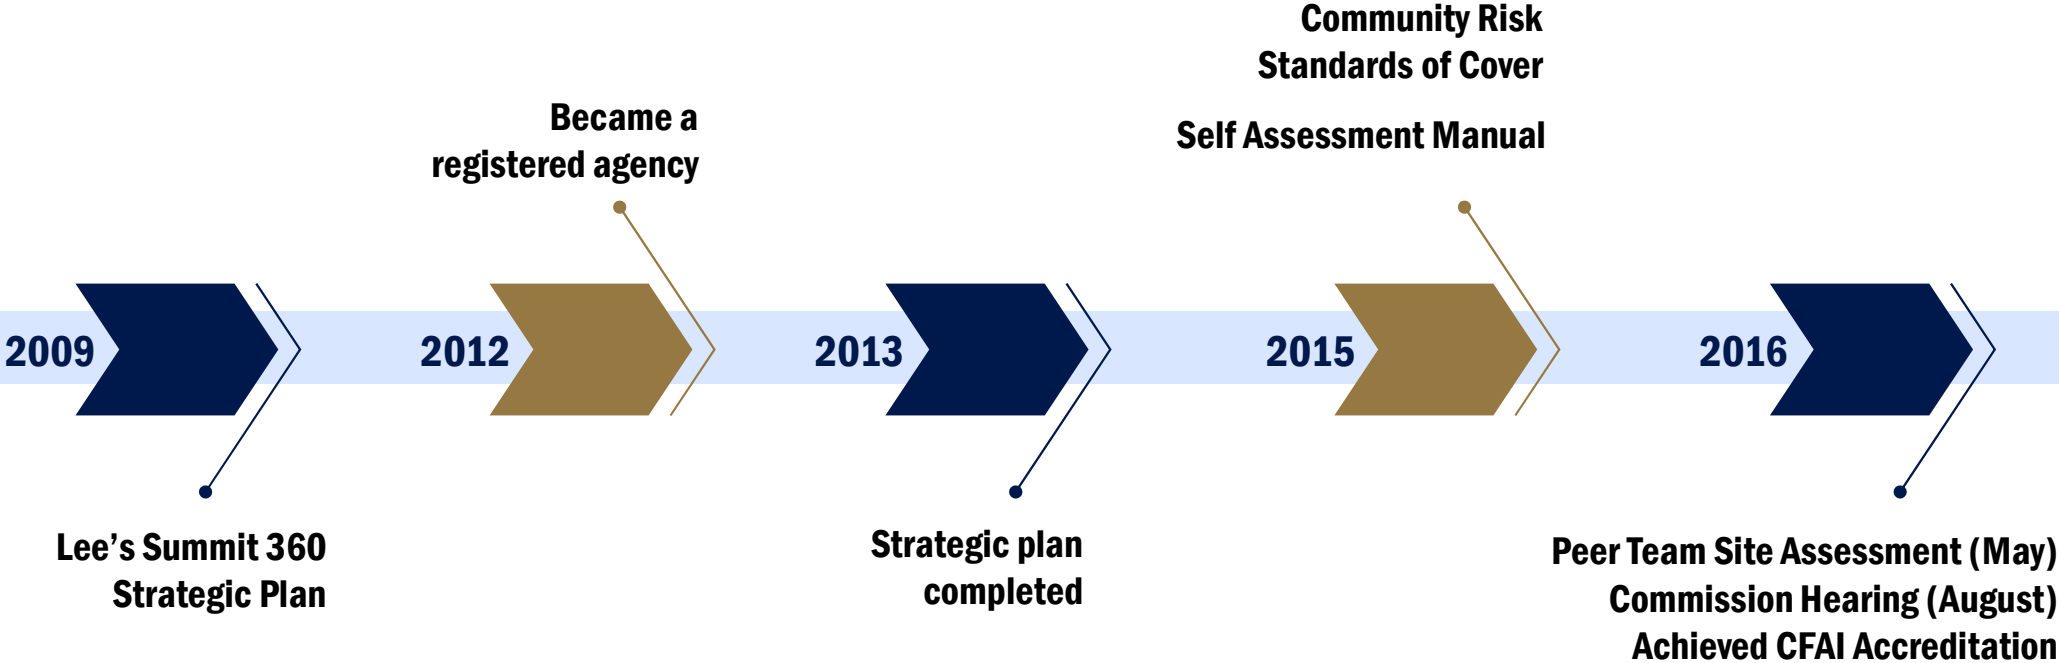 Community Risk
Standards of Cover
Self Assessment Manual
Became a
registered agency
2009
2012
2013
2015
2016
Lee’s Summit 360
Strategic Plan
Strategic plan
completed
Peer Team Site Assessment (May)
Commission Hearing (August)
Achieved CFAI Accreditation